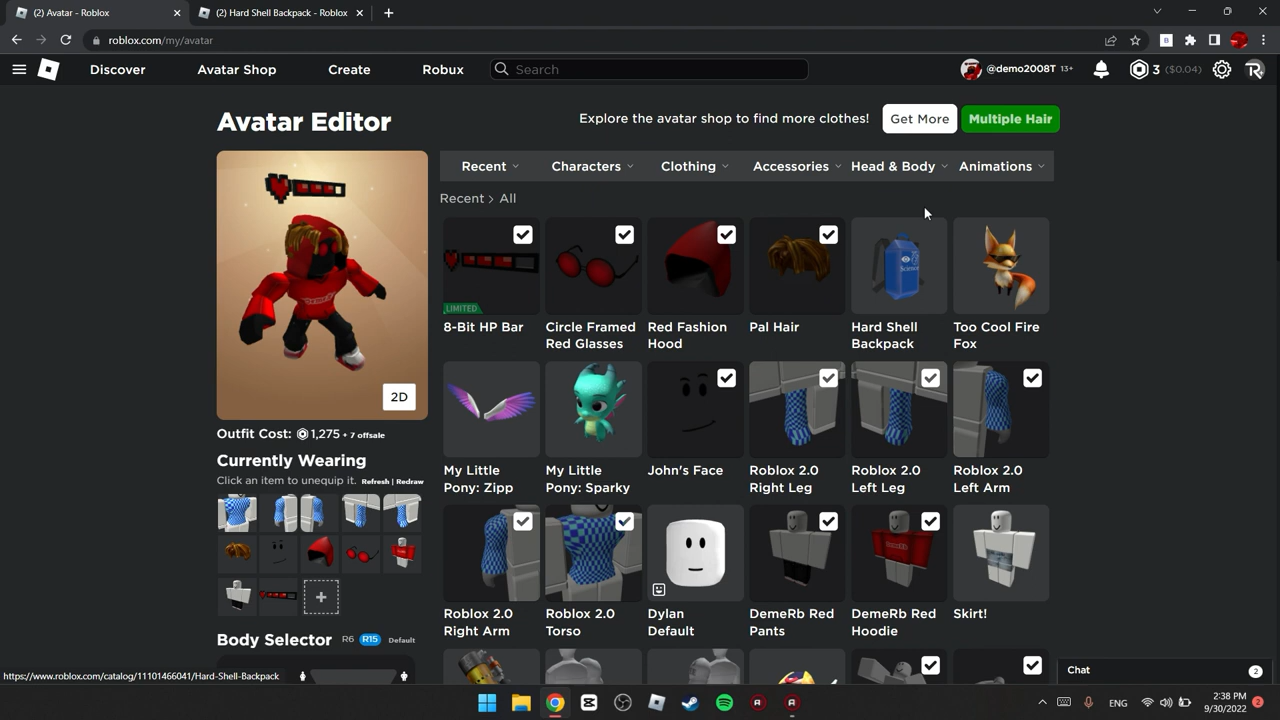 (2) Avatar - Roblox
(2) Hard Shell Backpack - Roblox
roblox.com/my/avatar
Discover
Avatar Shop
Create
Robux
Search
@demo2008T 13+
3 ($0.04)
Avatar Editor
Explore the avatar shop to find more clothes!
Get More
Multiple Hair
Recent
Characters
Clothing
Accessories
Head & Body
Animations
Recent > All
LIMITED
8-Bit HP Bar
Circle Framed
Red Glasses
Red Fashion
Hood
Pal Hair
Science
Hard Shell
Backpack
Too Cool Fire
Fox
2D
Outfit Cost: 1,275 + 7 offsale
Currently Wearing
Click an item to unequip it. Refresh | Redraw
My Little
Pony: Zipp
My Little
Pony: Sparky
John's Face
Roblox 2.0
Right Leg
Roblox 2.0
Left Leg
Roblox 2.0
Left Arm
Roblox 2.0
Right Arm
Roblox 2.0
Torso
Dylan
Default
DemeRb Red
Pants
DemeRb
DemeRb Red
Hoodie
Skirt!
Body Selector R6 R15 Default
https://www.roblox.com/catalog/11101466041/Hard-Shell-Backpack
Chat
2
ENG
2:38 PM
9/30/2022
2